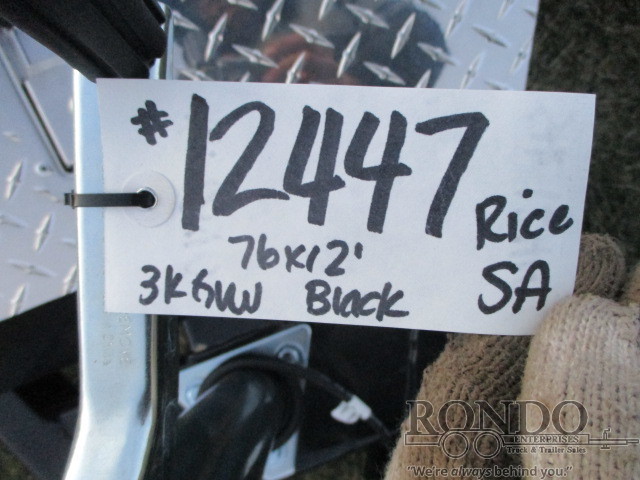 #12447
Rice
76x12'
SA
3K GVW Black
RONDO
ENTERPRISES
Truck & Trailer Sales
"We're always behind you."